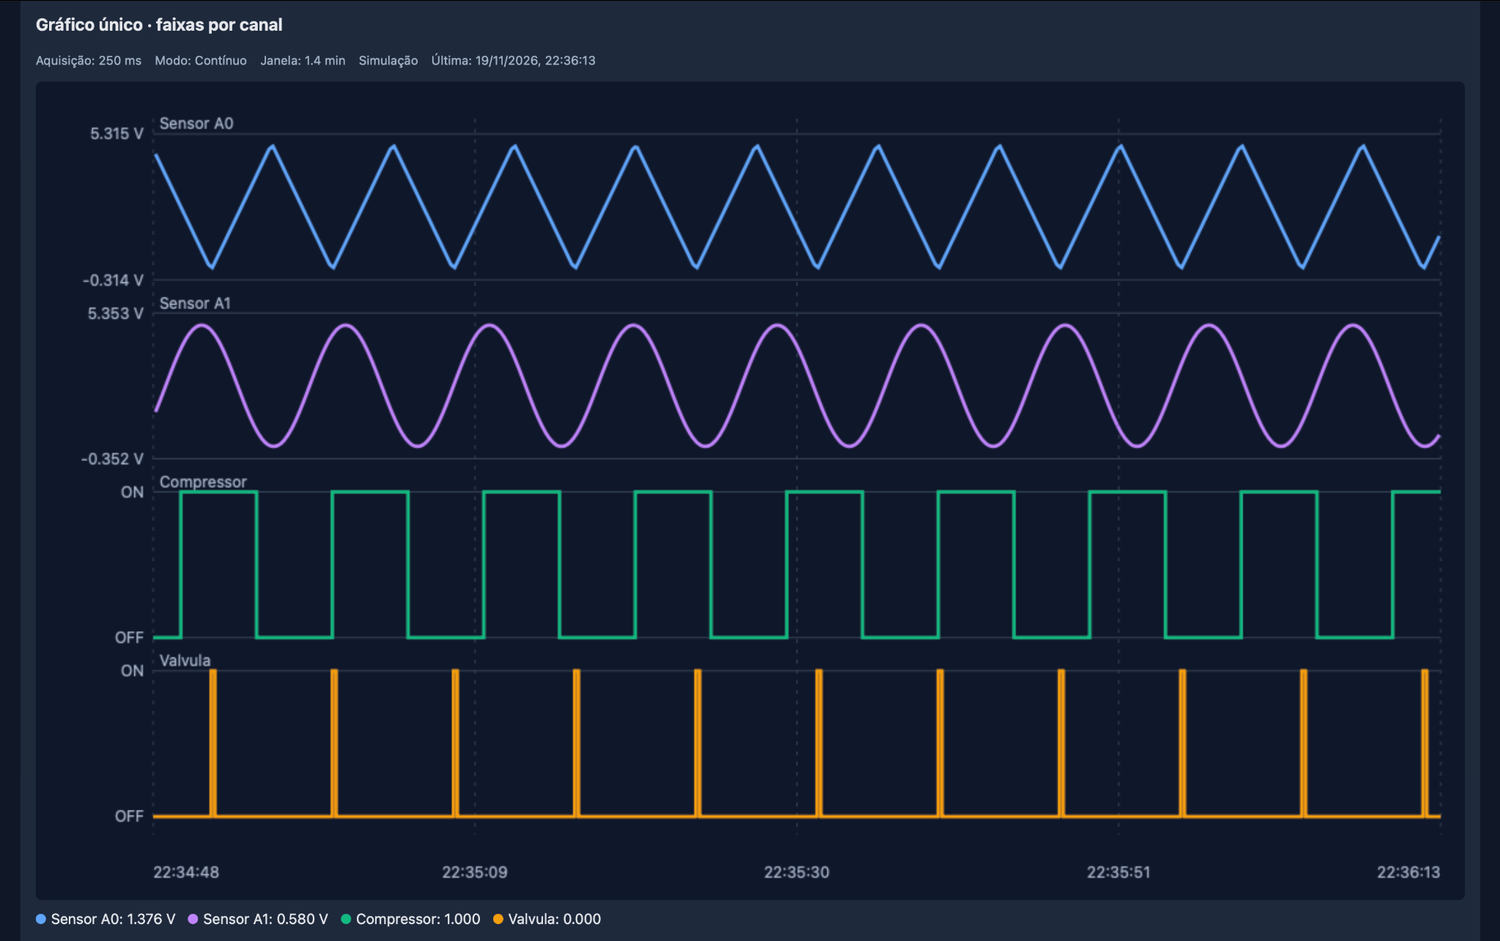 Gráfico único · faixas por canal
Aquisição: 250 ms Modo: Contínuo Janela: 1.4 min Simulação Última: 19/11/2026, 22:36:13
Sensor A0
5.315 V
-0.314 V
Sensor A1
5.353 V
-0.352 V
Compressor
ON
OFF
Valvula
ON
OFF
22:34:48 22:35:09 22:35:30 22:35:51 22:36:13
Sensor A0: 1.376 V Sensor A1: 0.580 V Compressor: 1.000 Valvula: 0.000